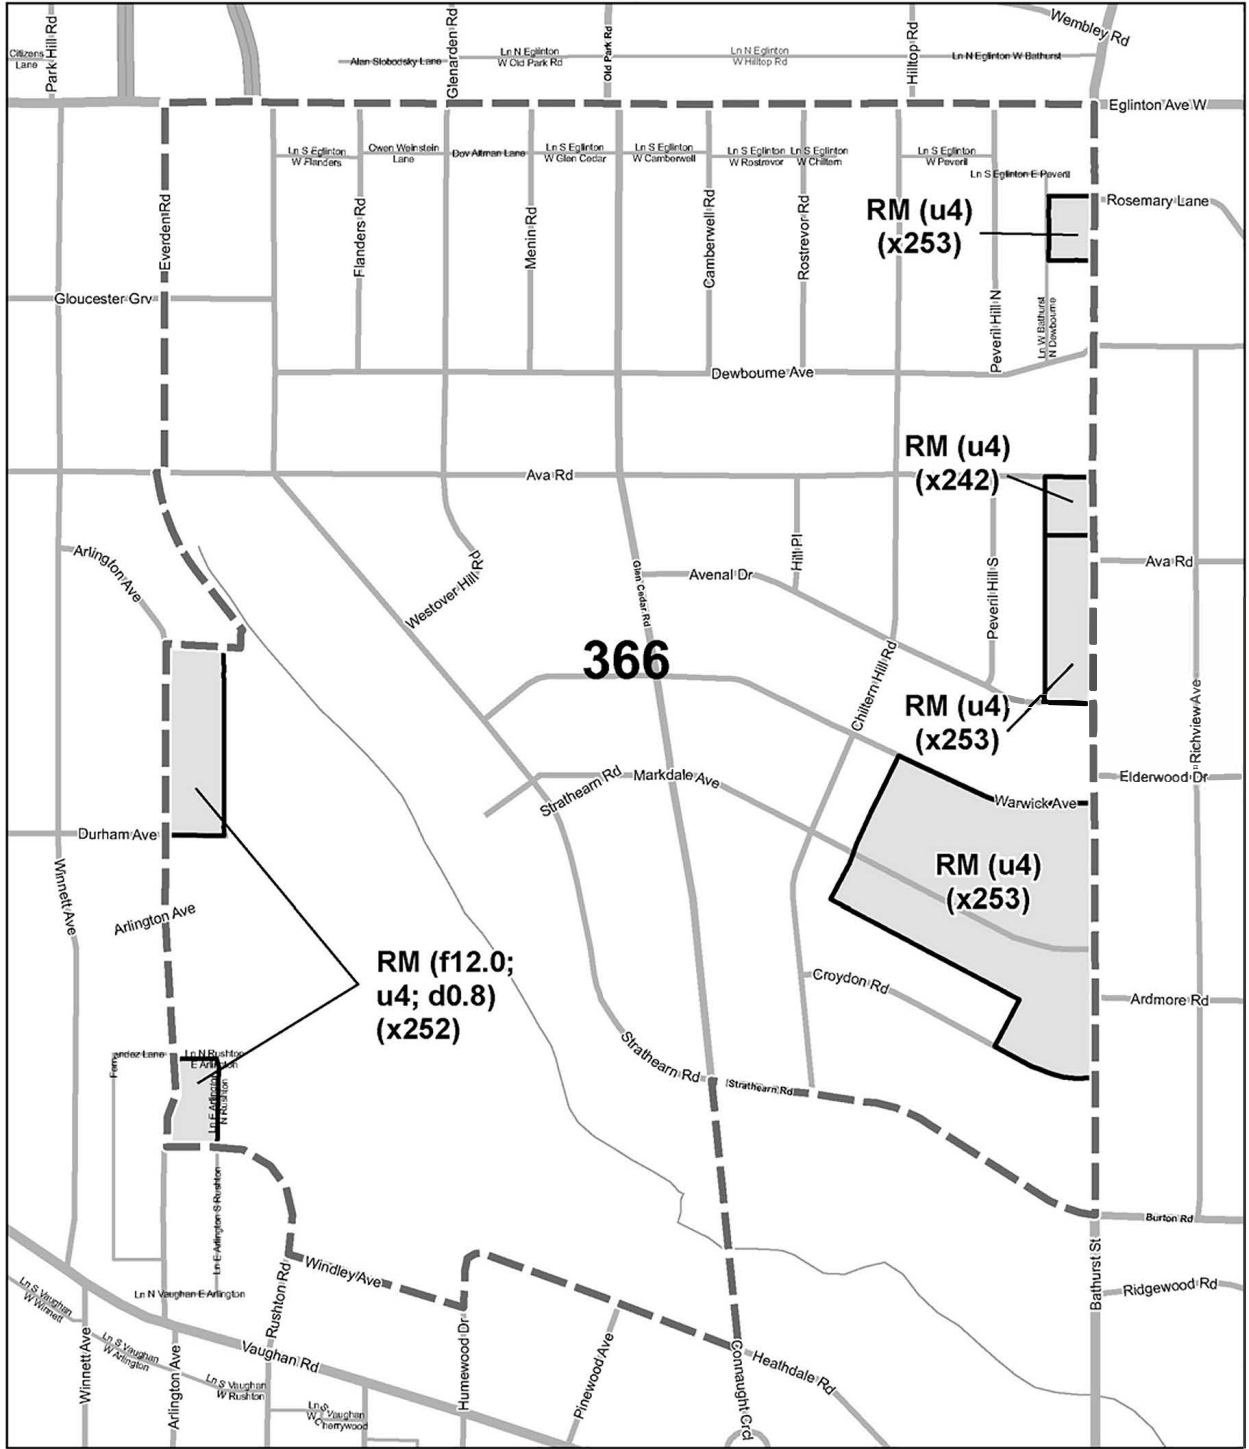 Wembley Rd
Citizens
Lane
Park Hill Rd
Glenarden Rd
Old Park Rd
Hilltop Rd
Alan Slobodsky Lane
Ln N Eglinton
W Old Park Rd
Ln N Eglinton
W Hilltop Rd
Ln N Eglinton W Bathurst
Eglinton Ave W
Ln S Eglinton
W Flanders
Owen Weinstein
Lane
Dov Altman Lane
Ln S Eglinton
W Glen Cedar
Ln S Eglinton
W Camberwell
Ln S Eglinton
W Rostrevor
Ln S Eglinton
W Chiltern
Ln S Eglinton
W Peveril
Ln S Eglinton E Peveril
Everden Rd
Flanders Rd
Menin Rd
Camberwell Rd
Rostrevor Rd
RM (u4)
(x253)
Rosemary Lane
Gloucester Grv
Peveril Hill N
Ln W Bathurst
N Dewbourne
Dewbourne Ave
RM (u4)
(x242)
Ava Rd
Arlington Ave
Westover Hill Rd
Glen Cedar Rd
Avenal Dr
Hill Pl
Peveril Hill S
Ava Rd
366
Chiltern Hill Rd
RM (u4)
(x253)
Richview Ave
Strathearn Rd
Markdale Ave
Elderwood Dr
Warwick Ave
Durham Ave
Winnett Ave
RM (u4)
(x253)
Arlington Ave
RM (f12.0;
u4; d0.8)
(x252)
Croydon Rd
Ardmore Rd
Ln N Rushton
E Arlington
Ln E Arlington
N Rushton
Strathearn Rd
Strathearn Rd
Ln E Arlington S Rushton
Burton Rd
Bathurst St
Windley Ave
Ridgewood Rd
Ln N Vaughan E Arlington
Ln S Vaughan
W Winnett
Rushton Rd
Humewood Dr
Pinewood Ave
Connaught Crcl
Heathdale Rd
Winnett Ave
Ln S Vaughan
W Arlington
Arlington Ave
Vaughan Rd
Ln S Vaughan
W Rushton
Ln S Vaughan
W Cherrywood